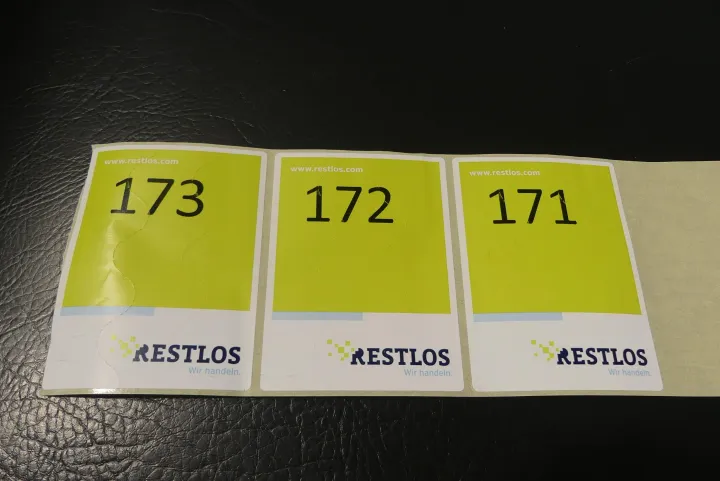 www.restlos.com
173
RESTLOS
Wir handeln.
www.restlos.com
172
RESTLOS
Wir handeln.
www.restlos.com
171
RESTLOS
Wir handeln.